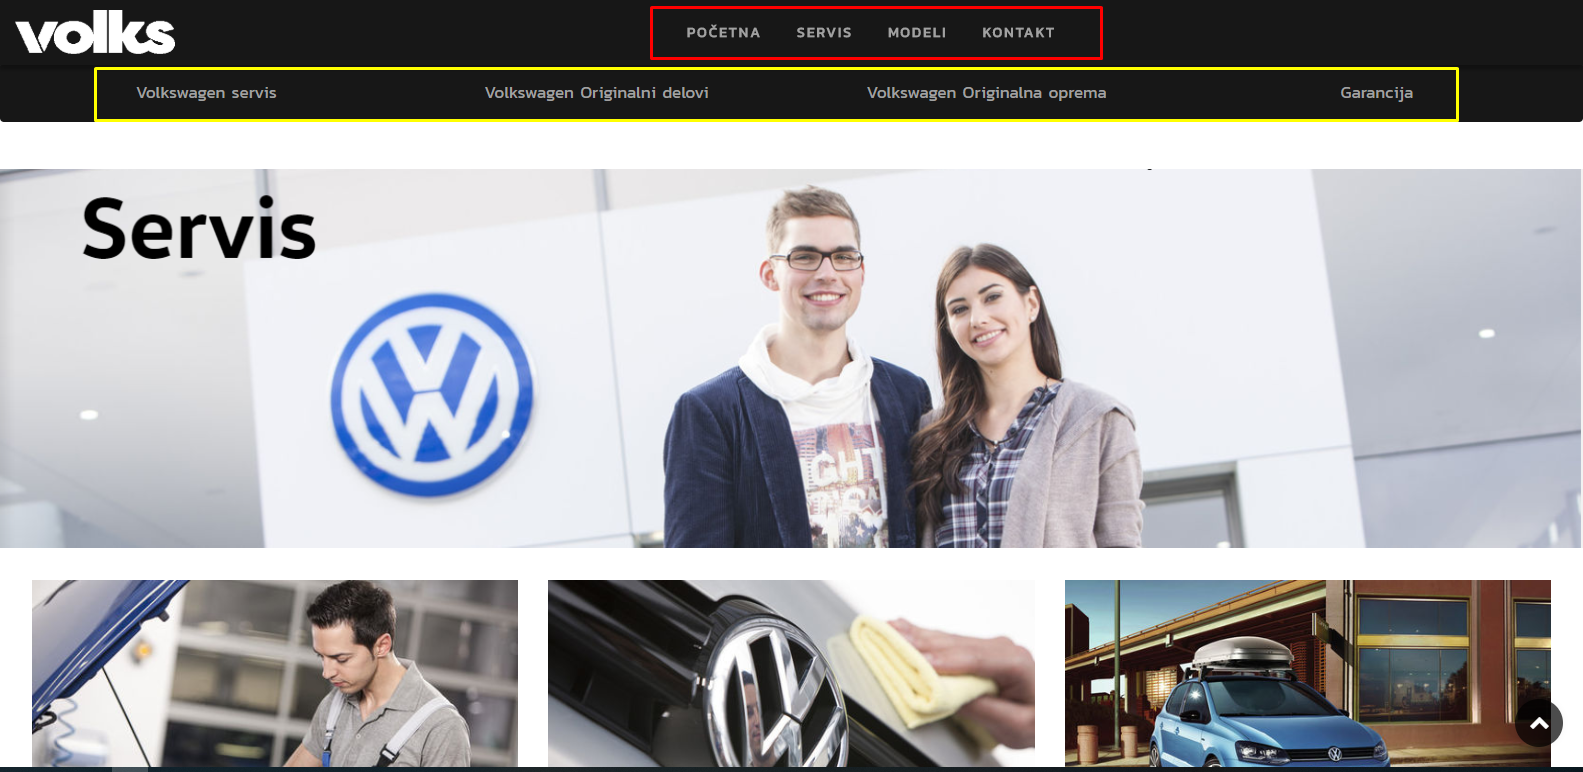 volks
POČETNA SERVIS MODELI KONTAKT
Volkswagen servis Volkswagen Originalni delovi Volkswagen Originalna oprema Garancija
Servis